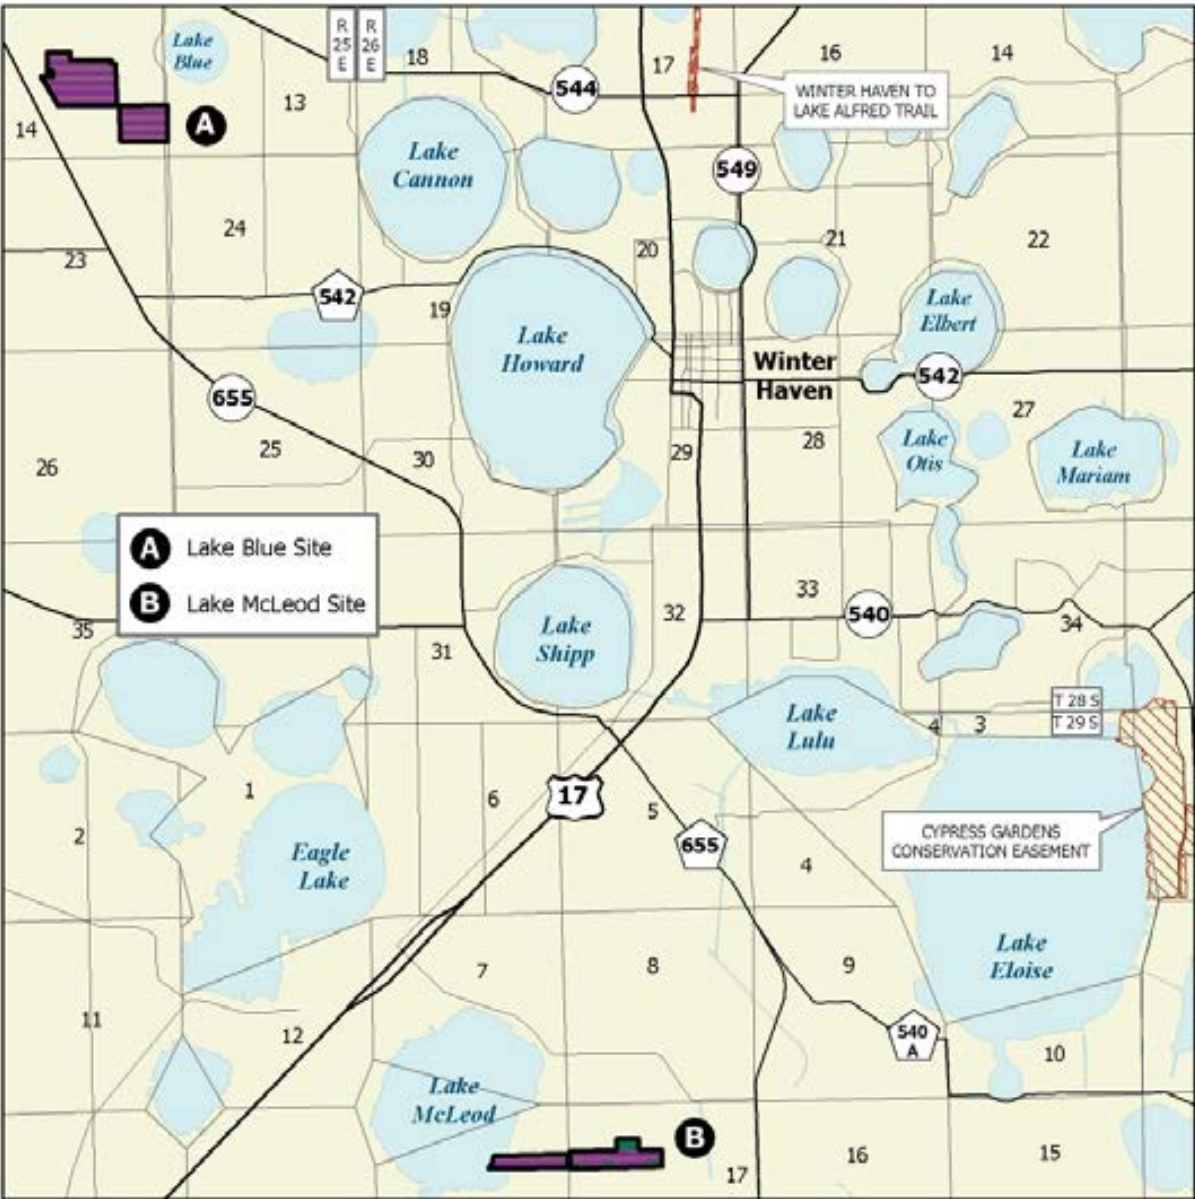 Lake
Blue
R
25
E
R
26
E
18
17
16
14
544
WINTER HAVEN TO
LAKE ALFRED TRAIL
13
14
A
Lake
Cannon
549
24
23
20
21
22
542
19
Lake
Elbert
Lake
Howard
Winter
Haven
542
655
27
25
30
29
28
Lake
Otis
Lake
Mariam
26
A Lake Blue Site
B Lake McLeod Site
33
540
32
34
35
31
Lake
Shipp
T 28 S
T 29 S
Lake
Lulu
4
3
1
6
17
5
2
655
CYPRESS GARDENS
CONSERVATION EASEMENT
Eagle
Lake
4
Lake
Eloise
7
8
9
11
12
540
A
10
Lake
McLeod
B
17
16
15